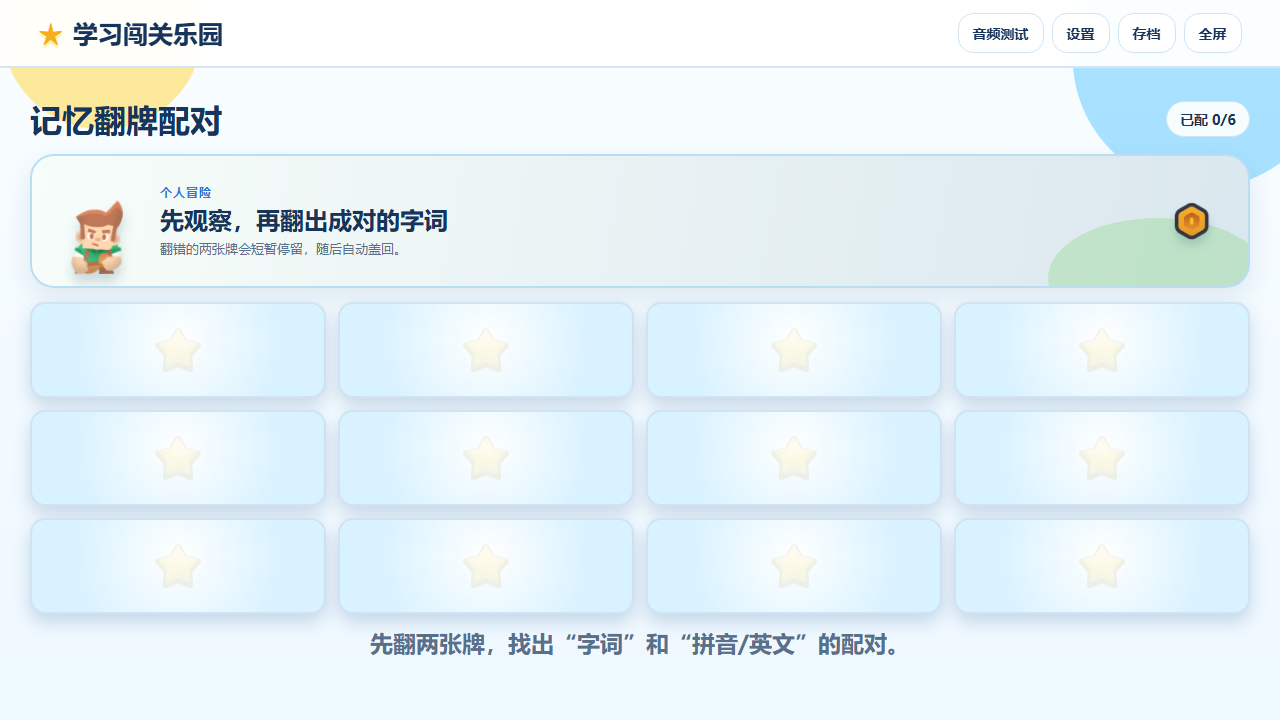 学习闯关乐园
音频测试
设置
存档
全屏
记忆翻牌配对
已配 0/6
个人冒险
先观察，再翻出成对的字词
翻错的两张牌会短暂停留，随后自动盖回。
先翻两张牌，找出“字词”和“拼音/英文”的配对。